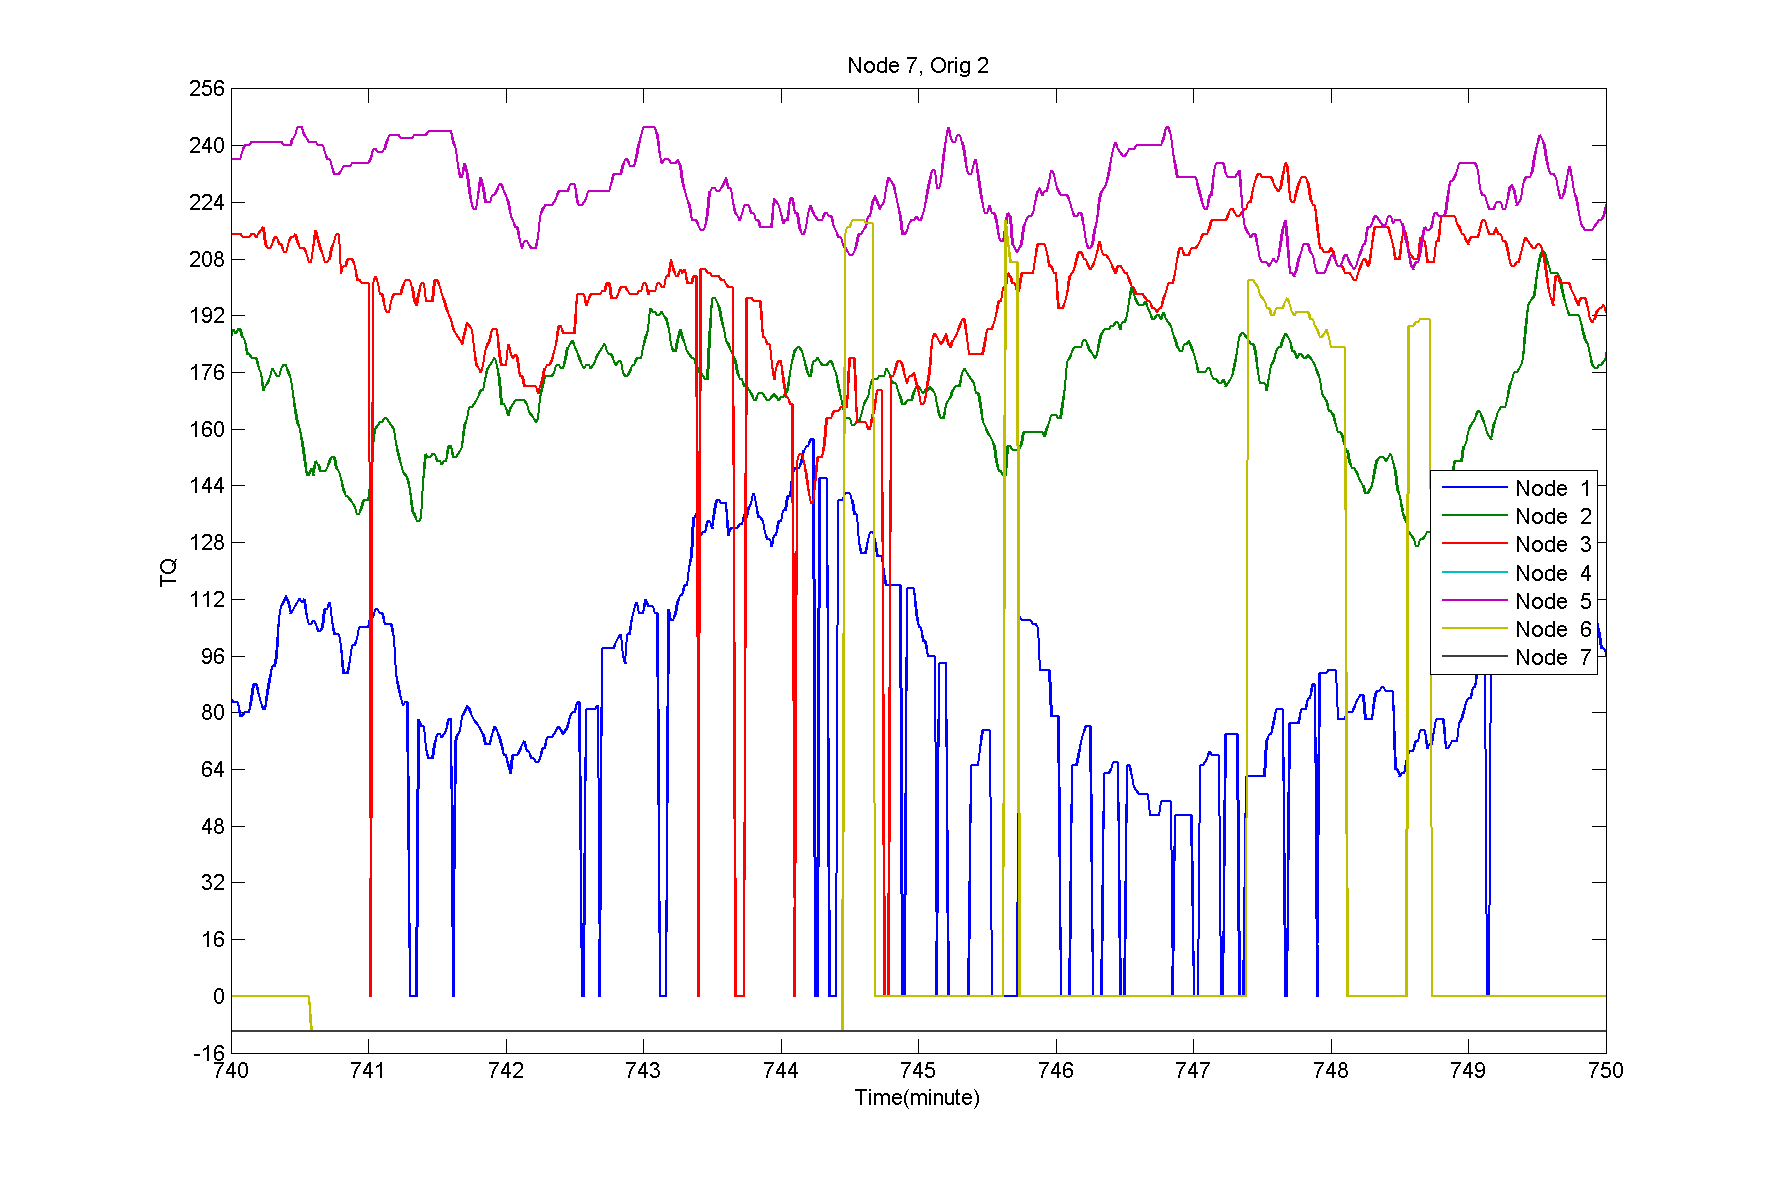 Node 7, Orig 2
256
240
224
208
192
176
160
144
128
112
96
80
64
48
32
16
0
-16
TQ
Node 1
Node 2
Node 3
Node 4
Node 5
Node 6
Node 7
740 741 742 743 744 745 746 747 748 749 750
Time(minute)